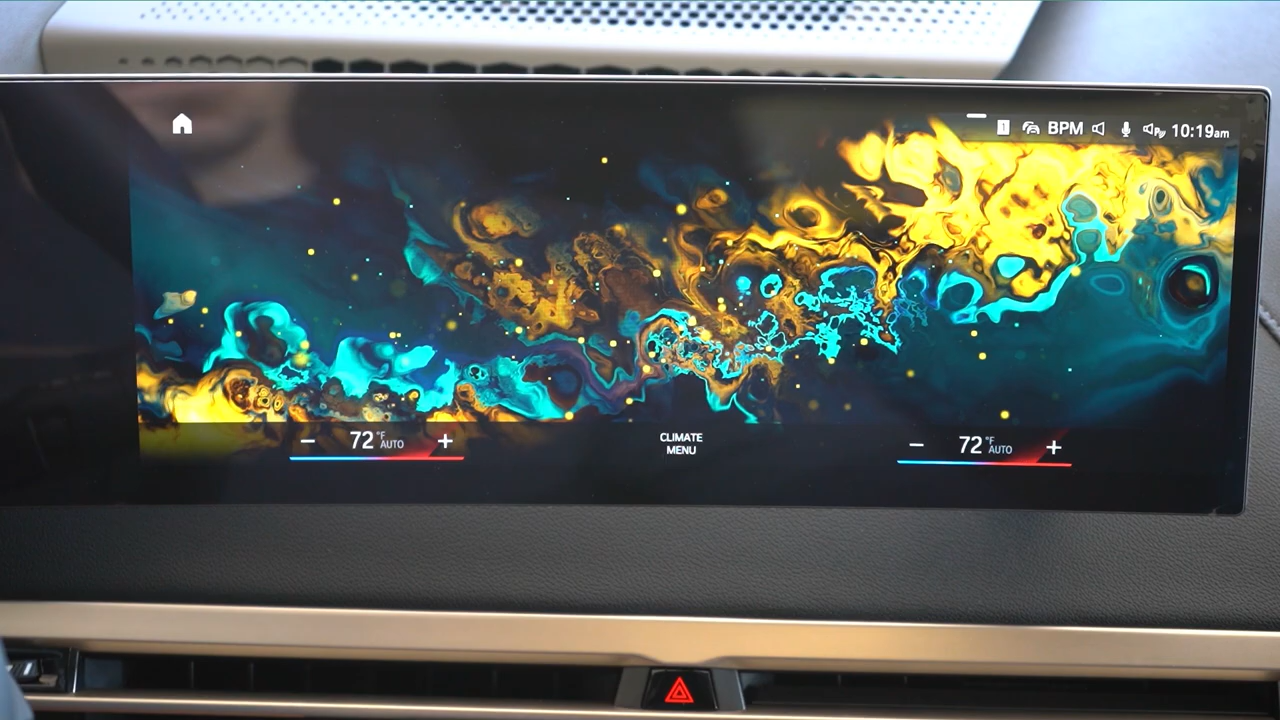 BPM 10:19am
− 72 °F AUTO +
CLIMATE
MENU
− 72 °F AUTO +